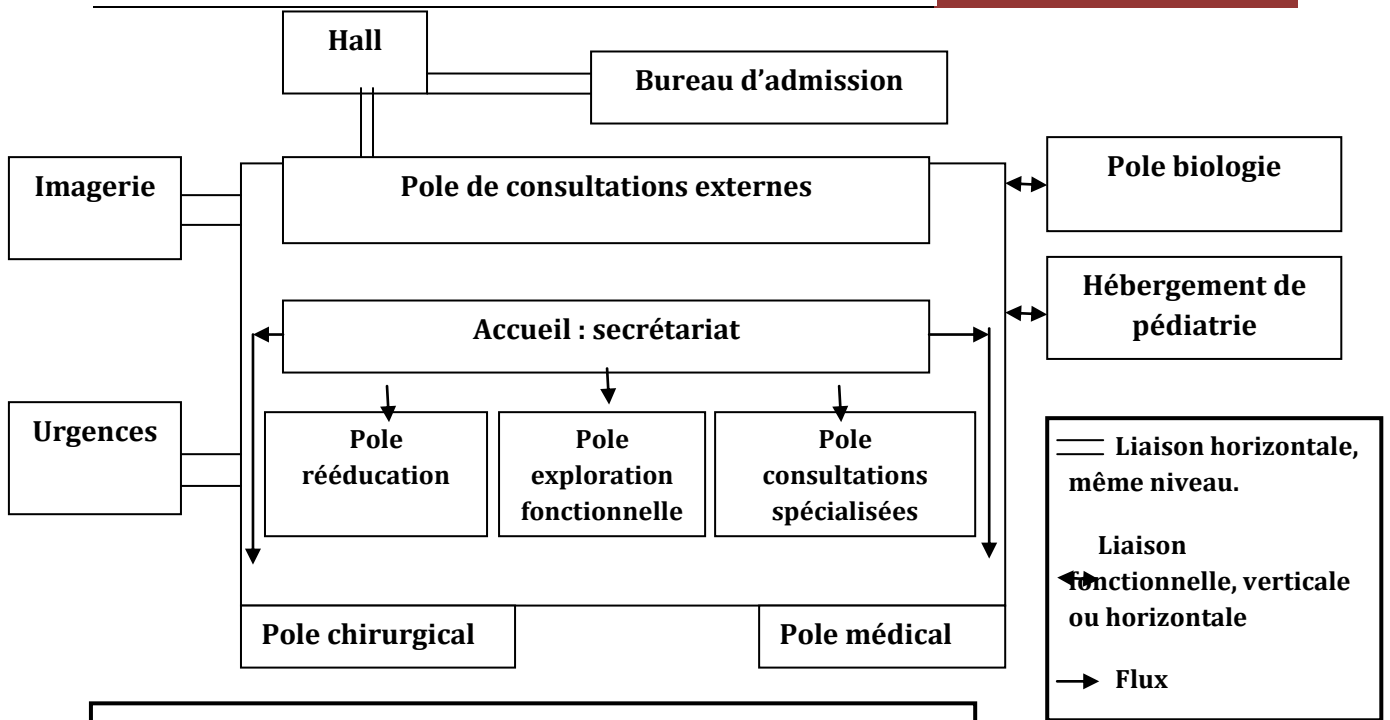 Hall
Bureau d'admission
Imagerie
Pole de consultations externes
Pole biologie
Hébergement de
pédiatrie
Accueil : secrétariat
Urgences
Pole
rééducation
Pole
exploration
fonctionnelle
Pole
consultations
spécialisées
Pole chirurgical
Pole médical
Liaison horizontale,
même niveau.
Liaison
fonctionnelle, verticale
ou horizontale
Flux